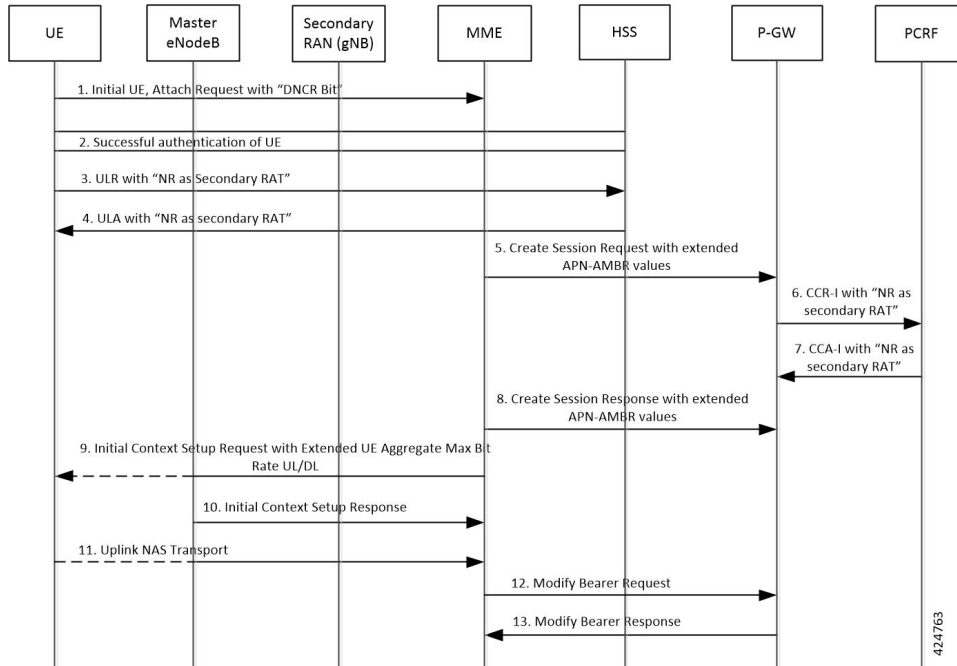 UE
Master
eNodeB
Secondary
RAN (gNB)
MME
HSS
P-GW
PCRF
1. Initial UE, Attach Request with “DNCR Bit”
2. Successful authentication of UE
3. ULR with “NR as Secondary RAT”
4. ULA with “NR as secondary RAT”
5. Create Session Request with extended
APN-AMBR values
6. CCR-I with “NR as
secondary RAT”
7. CCA-I with “NR as
secondary RAT”
8. Create Session Response with extended
APN-AMBR values
9. Initial Context Setup Request with Extended UE Aggregate Max Bit
Rate UL/DL
10. Initial Context Setup Response
11. Uplink NAS Transport
12. Modify Bearer Request
13. Modify Bearer Response
424763